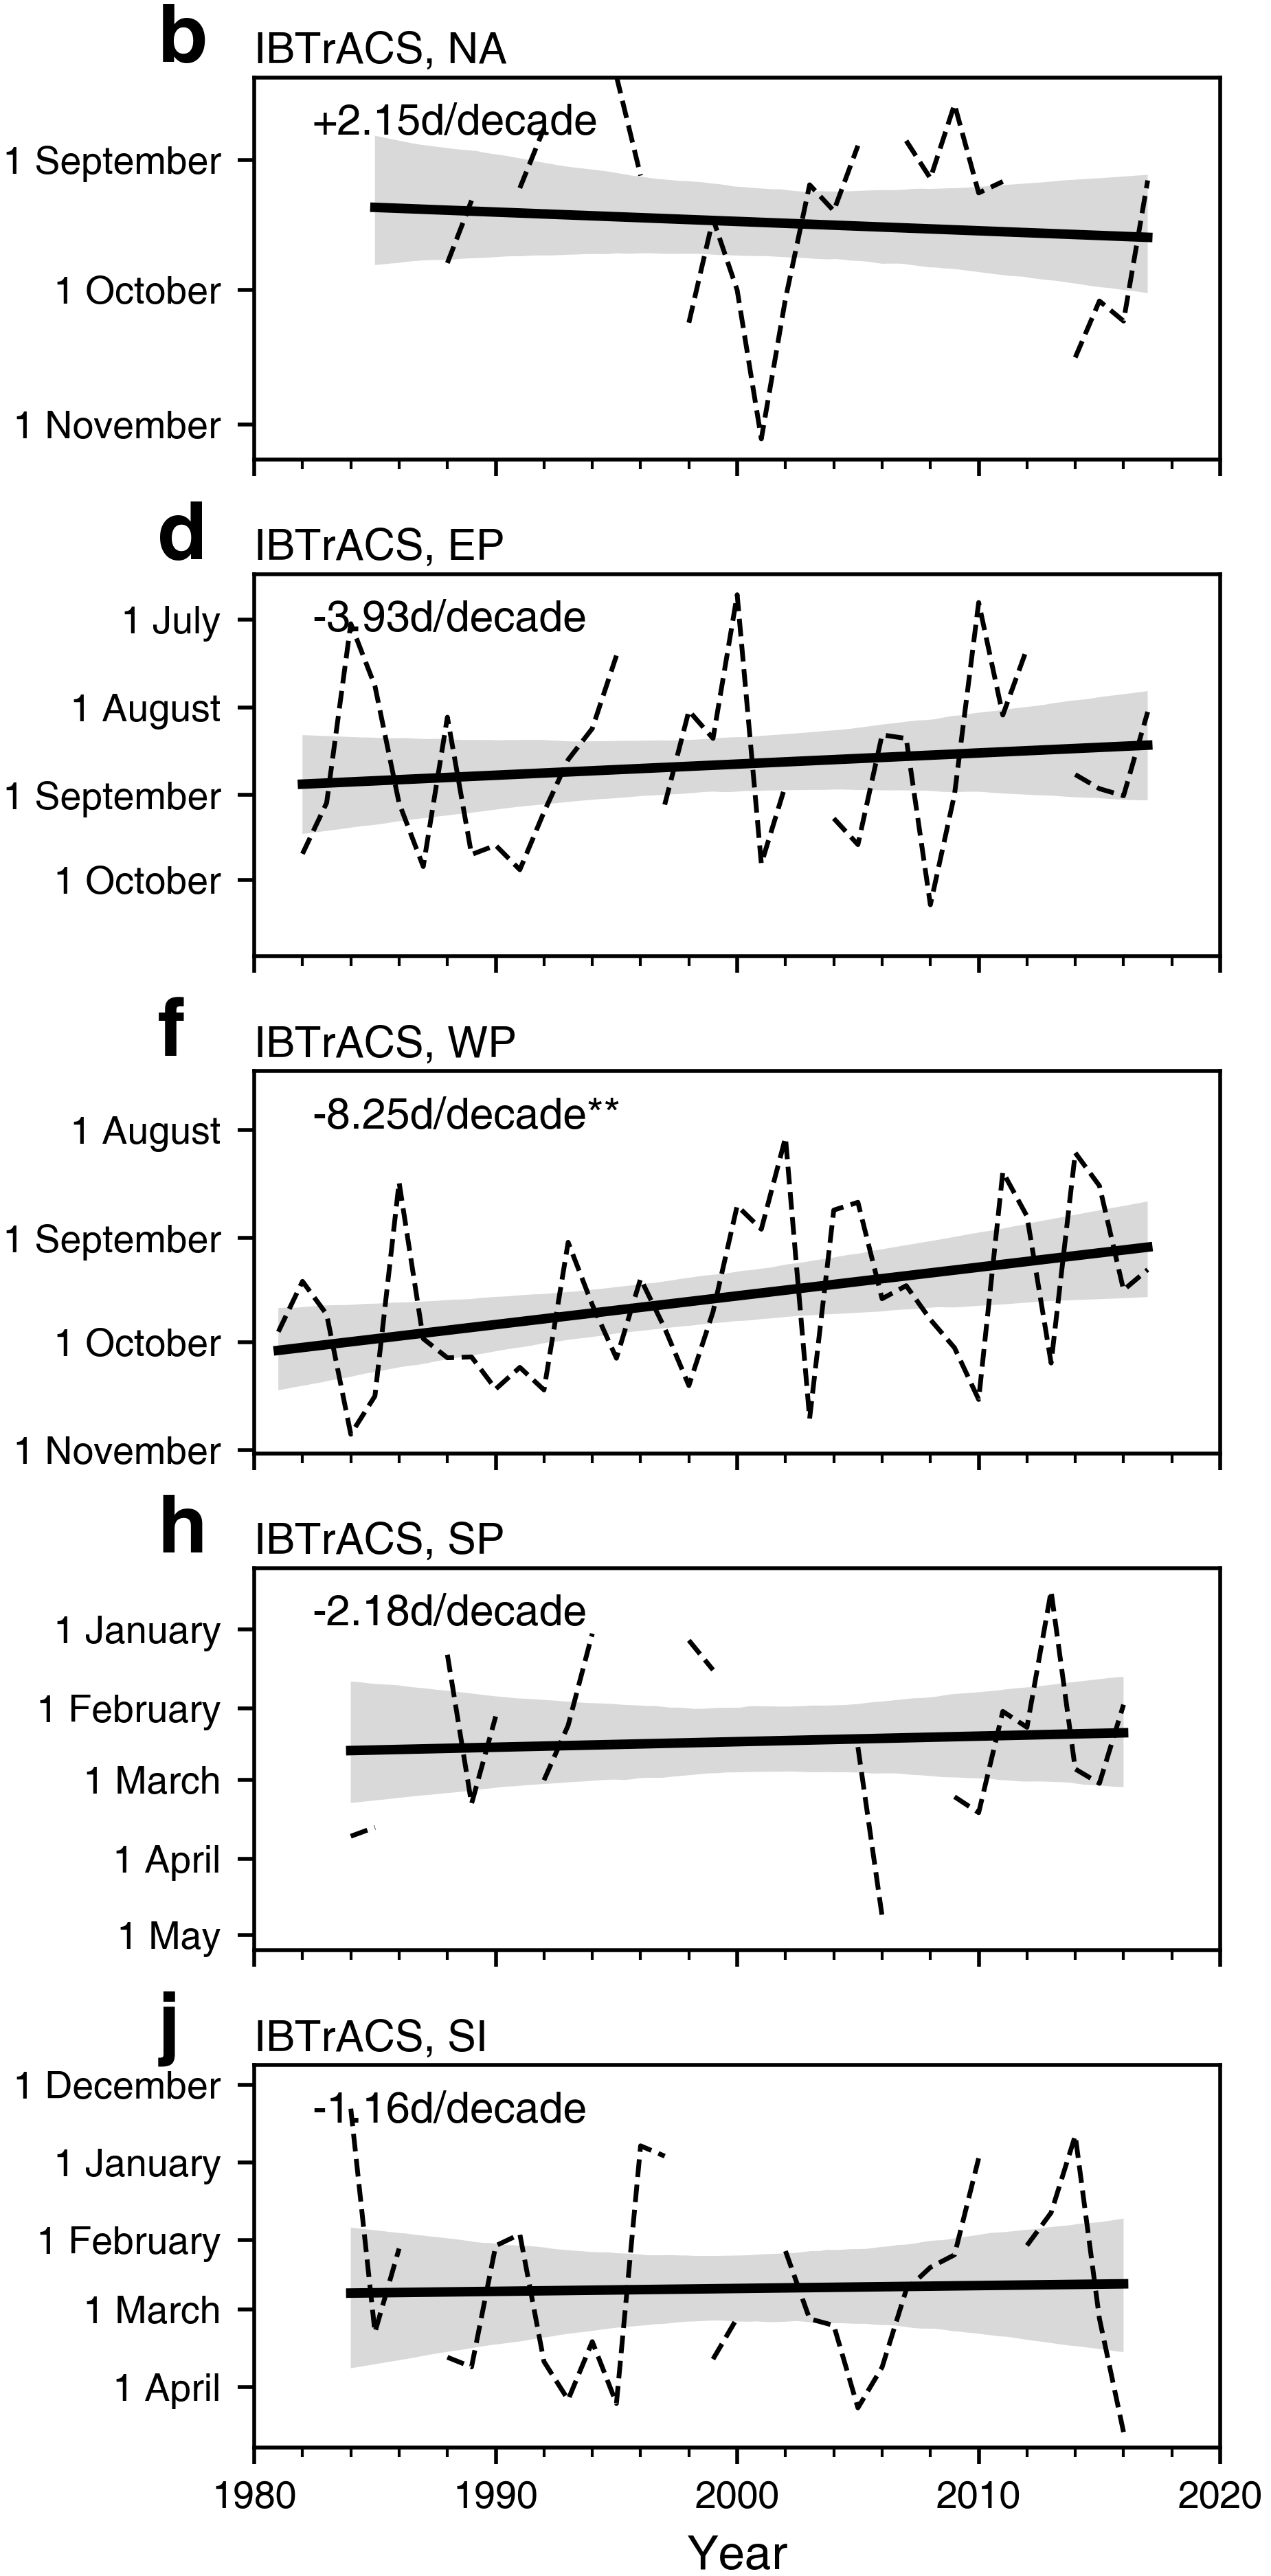 b IBTrACS, NA
+2.15d/decade
1 September
1 October
1 November
d IBTrACS, EP
-3.93d/decade
1 July
1 August
1 September
1 October
f IBTrACS, WP
-8.25d/decade**
1 August
1 September
1 October
1 November
h IBTrACS, SP
-2.18d/decade
1 January
1 February
1 March
1 April
1 May
j IBTrACS, SI
-1.16d/decade
1 December
1 January
1 February
1 March
1 April
1980 1990 2000 2010 2020
Year